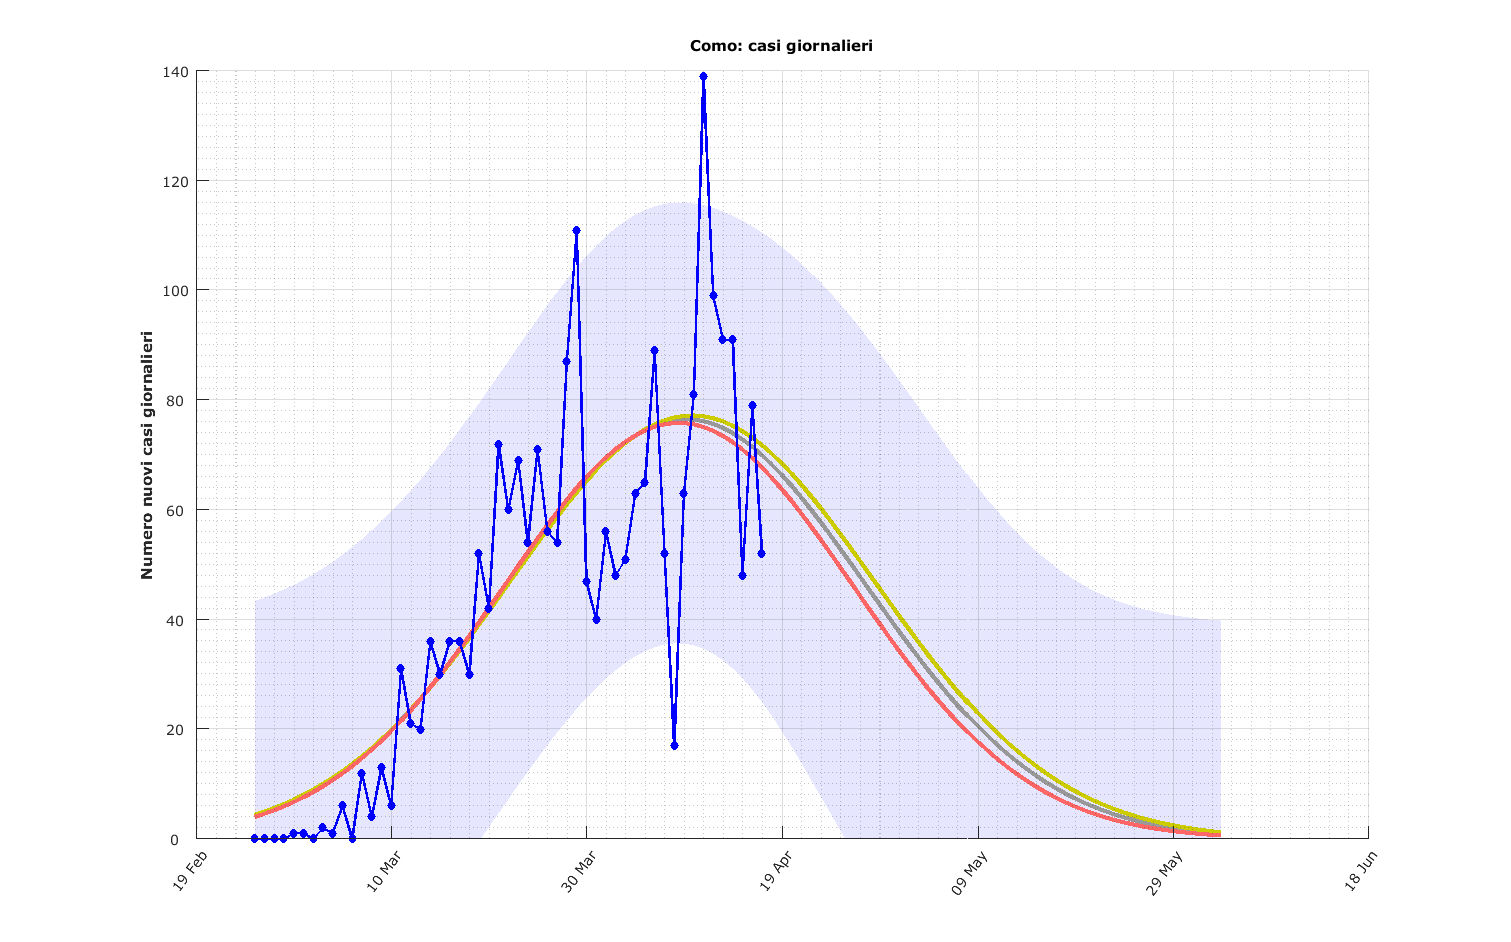 Como: casi giornalieri
Numero nuovi casi giornalieri
140
120
100
80
60
40
20
0
19 Feb
10 Mar
30 Mar
19 Apr
09 May
29 May
18 Jun